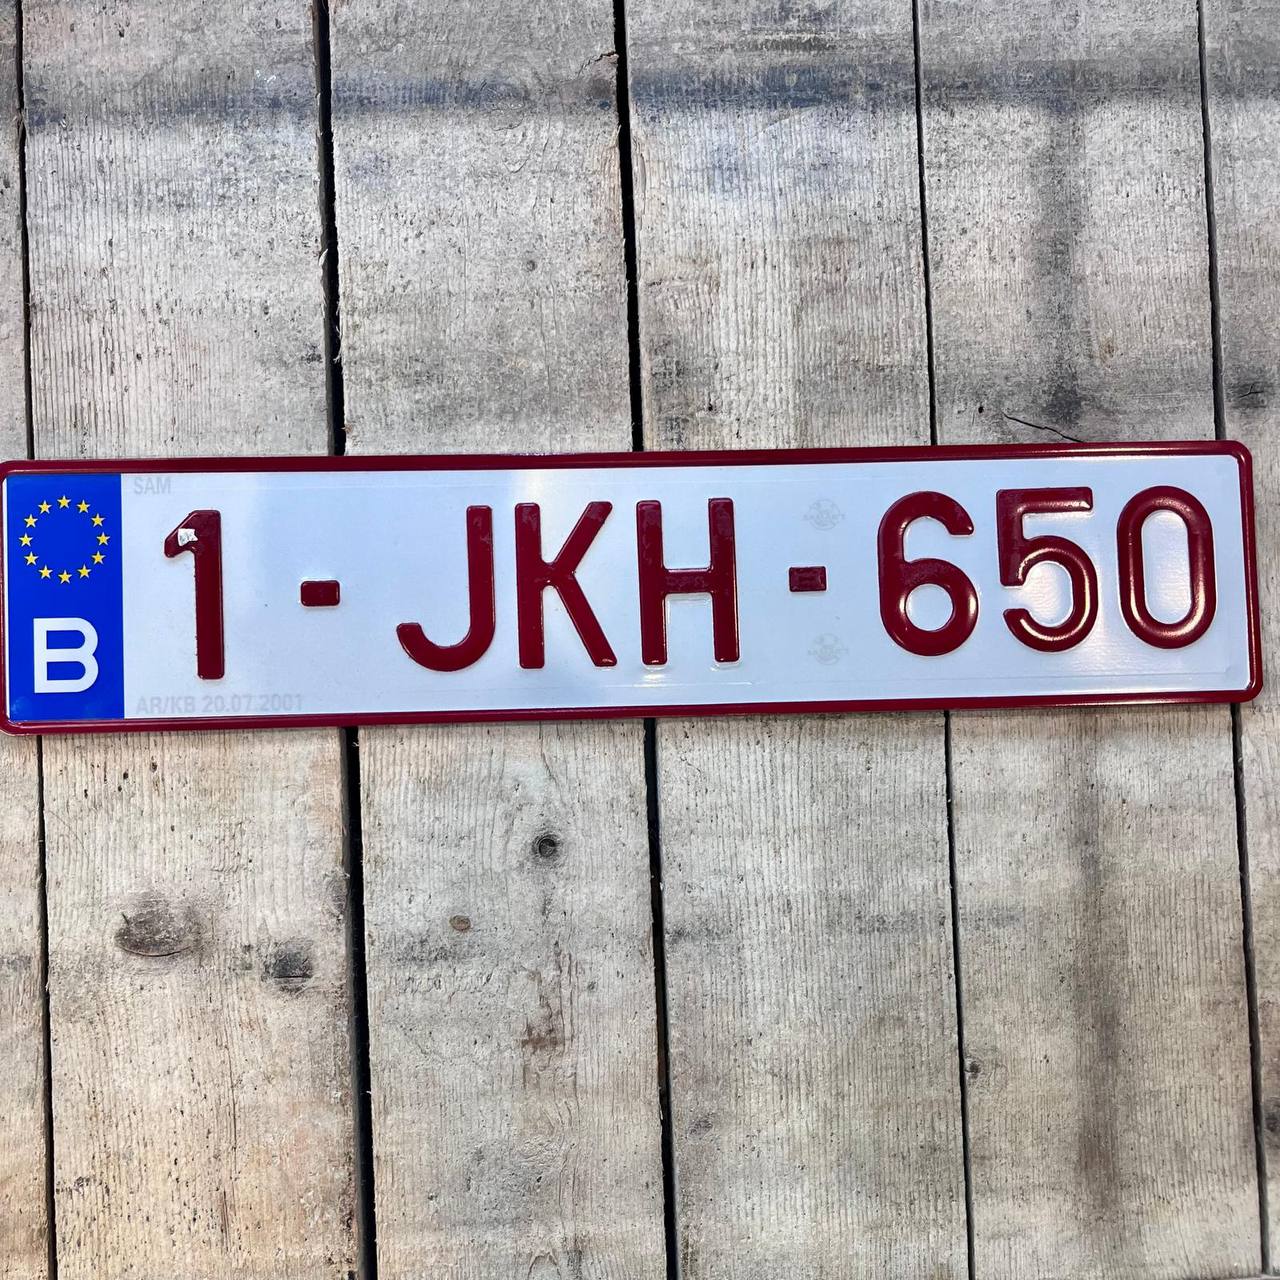 SAM
B
1-JKH-650
AR/KB 20.07.2001